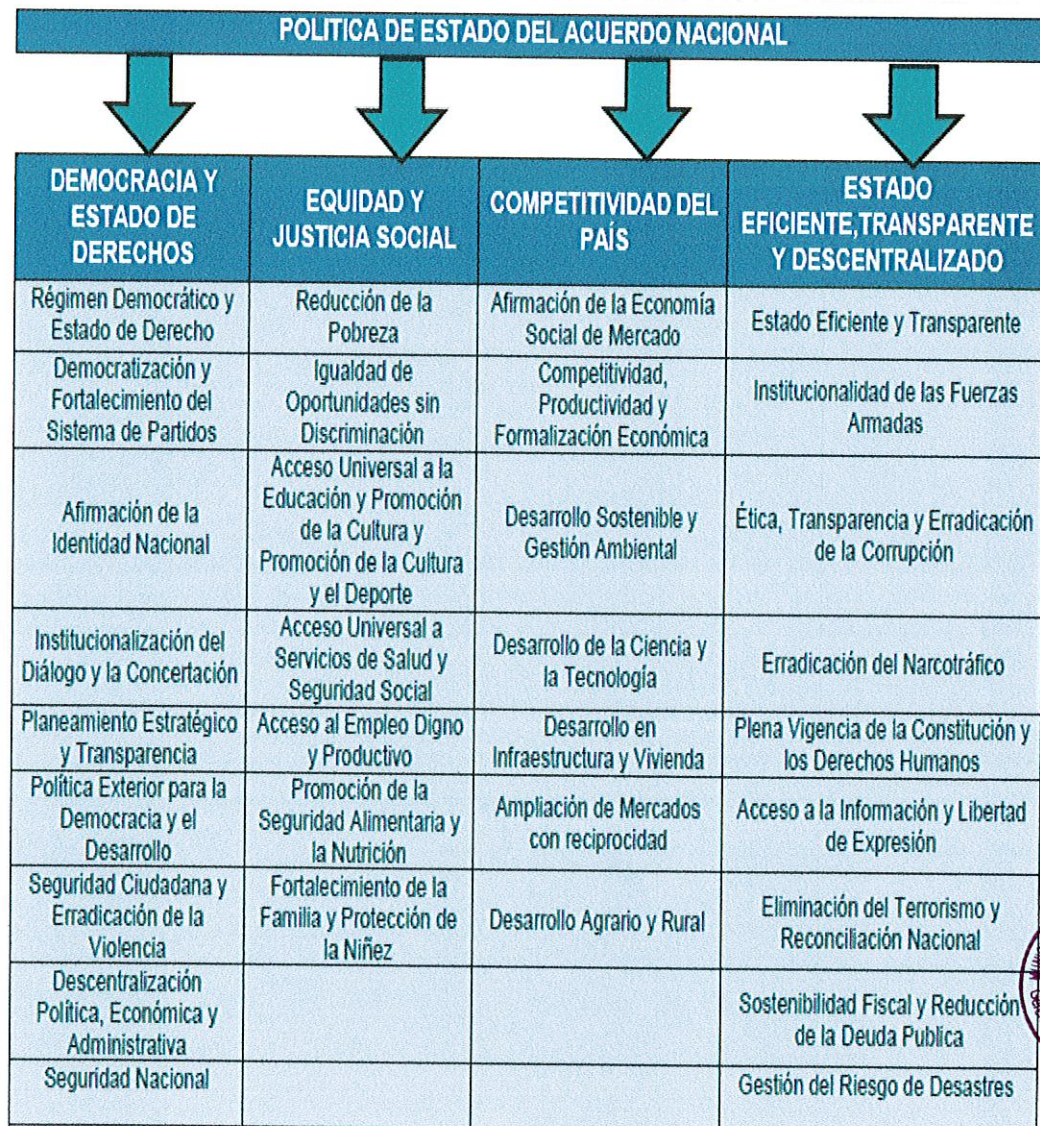 POLITICA DE ESTADO DEL ACUERDO NACIONAL
DEMOCRACIA Y
ESTADO DE
DERECHOS
EQUIDAD Y
JUSTICIA SOCIAL
COMPETITIVIDAD DEL
PAÍS
ESTADO
EFICIENTE,TRANSPARENTE
Y DESCENTRALIZADO
Régimen Democrático y
Estado de Derecho
Reducción de la
Pobreza
Afirmación de la Economía
Social de Mercado
Estado Eficiente y Transparente
Democratización y
Fortalecimiento del
Sistema de Partidos
Igualdad de
Oportunidades sin
Discriminación
Competitividad,
Productividad y
Formalización Económica
Institucionalidad de las Fuerzas
Armadas
Afirmación de la
Identidad Nacional
Acceso Universal a la
Educación y Promoción
de la Cultura y
Promoción de la Cultura
y el Deporte
Desarrollo Sostenible y
Gestión Ambiental
Ética, Transparencia y Erradicación
de la Corrupción
Institucionalización del
Diálogo y la Concertación
Acceso Universal a
Servicios de Salud y
Seguridad Social
Desarrollo de la Ciencia y
la Tecnología
Erradicación del Narcotráfico
Planeamiento Estratégico
y Transparencia
Acceso al Empleo Digno
y Productivo
Desarrollo en
Infraestructura y Vivienda
Plena Vigencia de la Constitución y
los Derechos Humanos
Política Exterior para la
Democracia y el
Desarrollo
Promoción de la
Seguridad Alimentaria y
la Nutrición
Ampliación de Mercados
con reciprocidad
Acceso a la Información y Libertad
de Expresión
Seguridad Ciudadana y
Erradicación de la
Violencia
Fortalecimiento de la
Familia y Protección de
la Niñez
Desarrollo Agrario y Rural
Eliminación del Terrorismo y
Reconciliación Nacional
Descentralización
Política, Económica y
Administrativa
Sostenibilidad Fiscal y Reducción
de la Deuda Publica
Seguridad Nacional
Gestión del Riesgo de Desastres